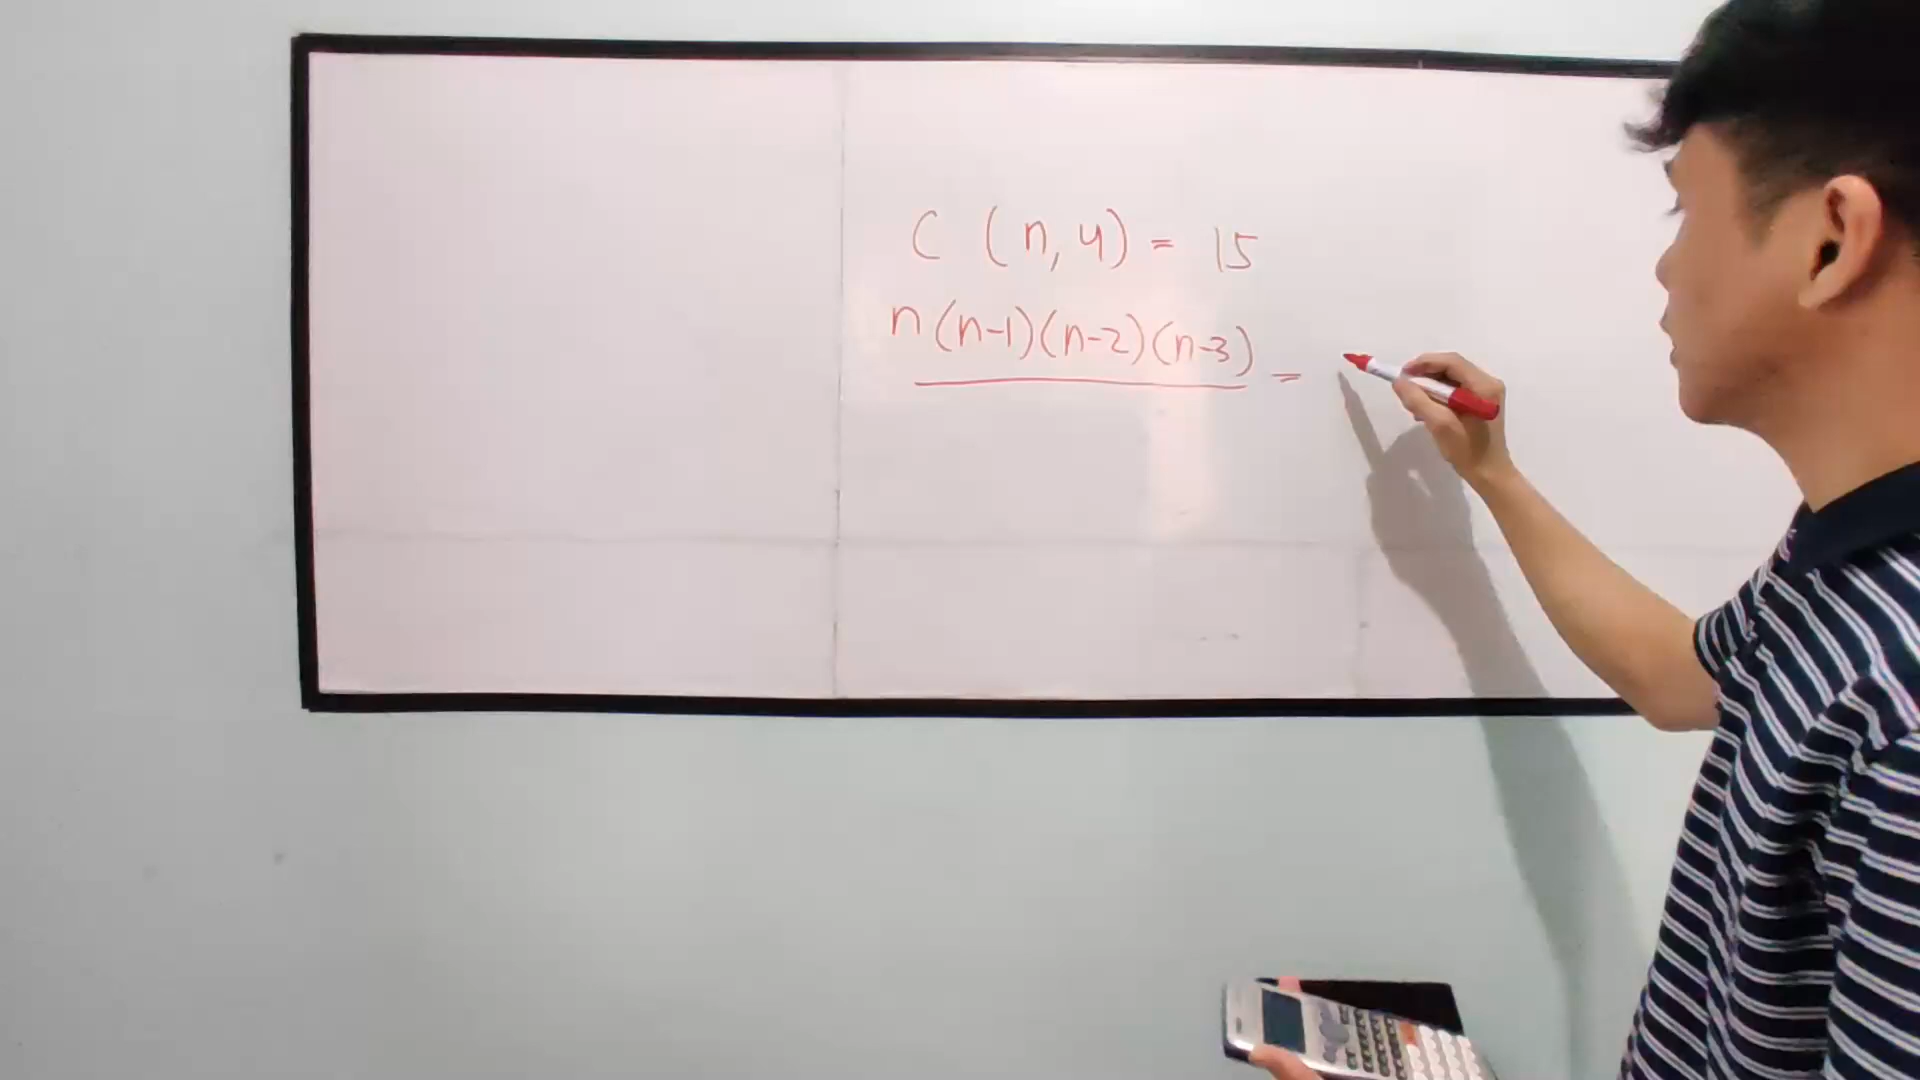 C (n, 4) = 15
n(n-1)(n-2)(n-3) =